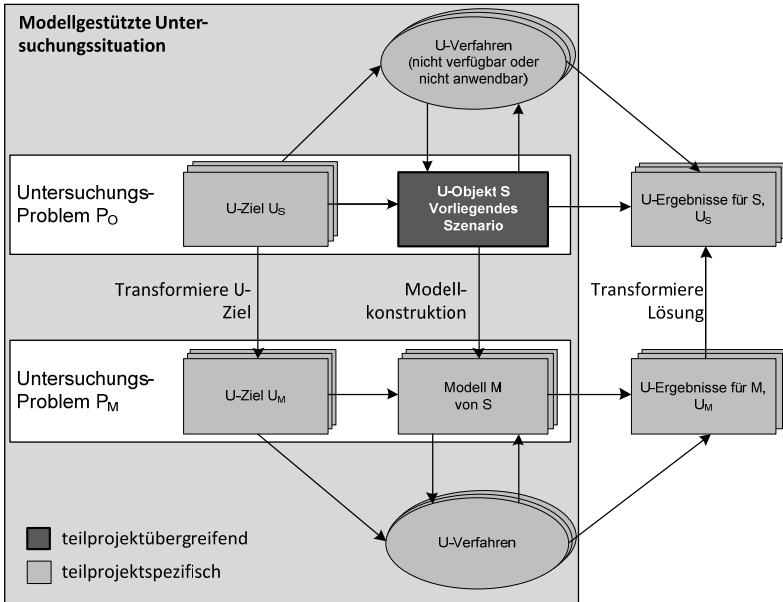 Modellgestützte Unter-
suchungssituation
U-Verfahren
(nicht verfügbar oder
nicht anwendbar)
Untersuchungs-
Problem PO
U-Ziel US
U-Objekt S
Vorliegendes
Szenario
U-Ergebnisse für S,
US
Transformiere U-
Ziel
Modell-
konstruktion
Transformiere
Lösung
Untersuchungs-
Problem PM
U-Ziel UM
Modell M
von S
U-Ergebnisse für M,
UM
U-Verfahren
teilprojektübergreifend
teilprojektspezifisch